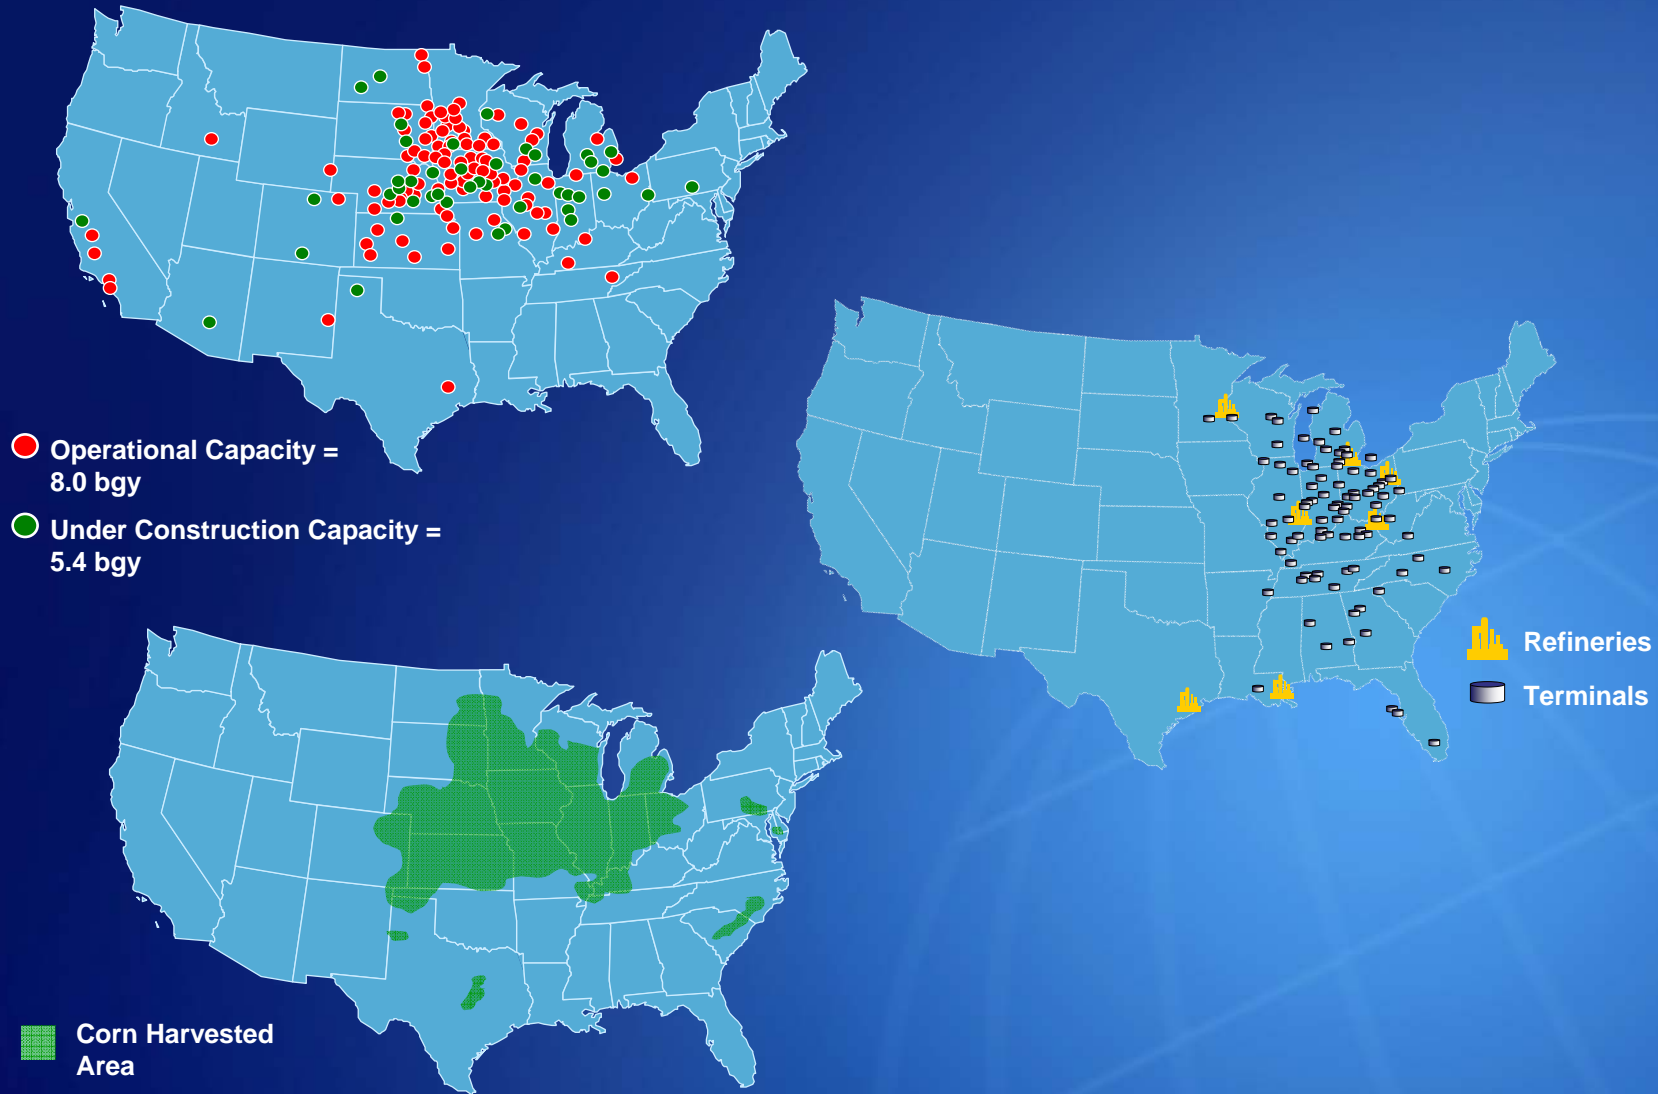 Operational Capacity =
8.0 bgy
Under Construction Capacity =
5.4 bgy
Refineries
Terminals
Corn Harvested
Area